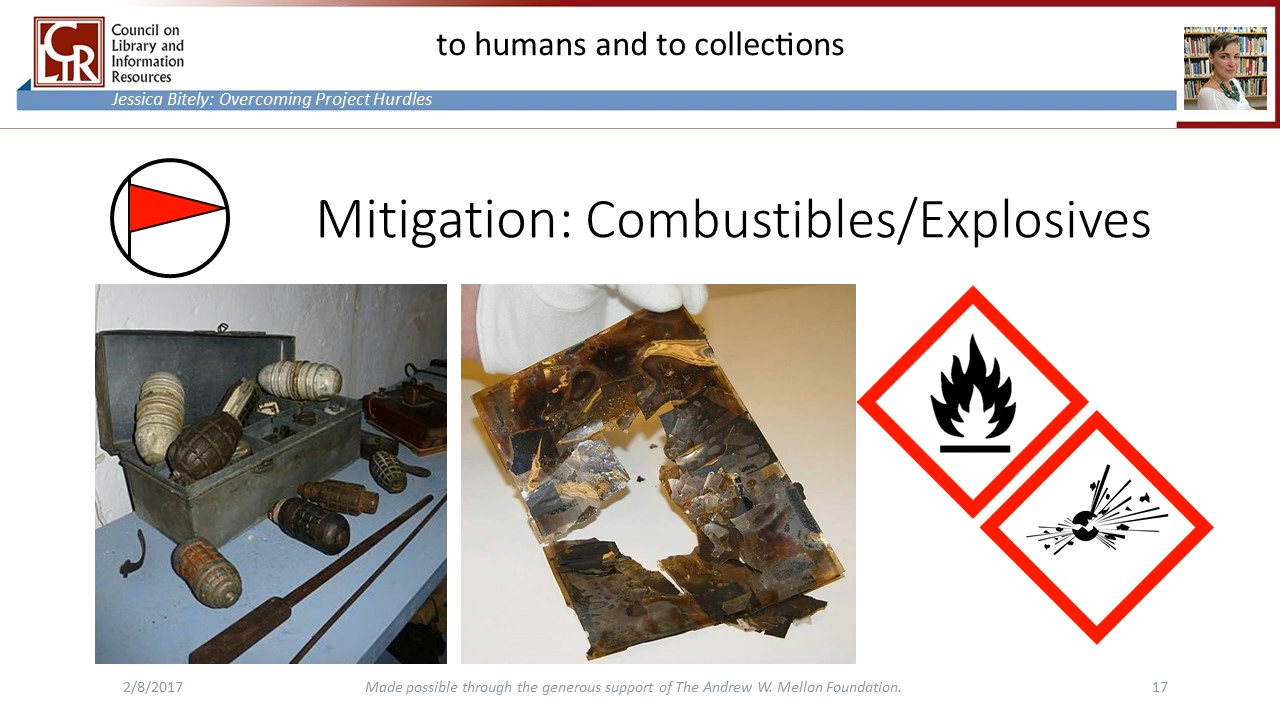 Council on
Library and
Information
Resources
CLIR
to humans and to collections
Jessica Bitely: Overcoming Project Hurdles
Mitigation: Combustibles/Explosives
2/8/2017
Made possible through the generous support of The Andrew W. Mellon Foundation.
17